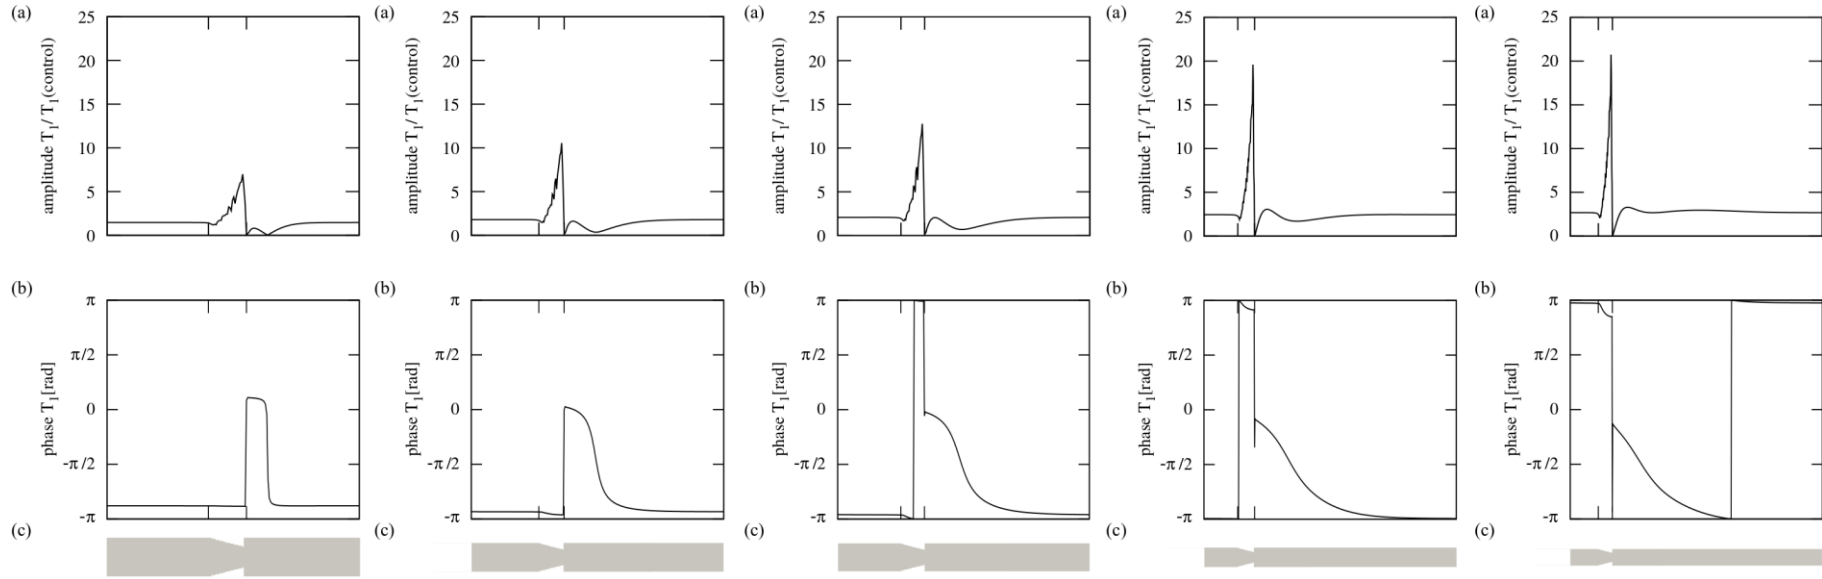 (a) (a) (a) (a) (a)
25 25 25 25 25
20 20 20 20 20
15 15 15 15 15
10 10 10 10 10
5 5 5 5 5
0 0 0 0 0
amplitude T1/ T1(control) amplitude T1/ T1(control) amplitude T1/ T1(control) amplitude T1/ T1(control) amplitude T1/ T1(control)
(b) (b) (b) (b) (b)
π π π π π
π/2 π/2 π/2 π/2 π/2
0 0 0 0 0
-π/2 -π/2 -π/2 -π/2 -π/2
-π -π -π -π -π
phase T1[rad] phase T1[rad] phase T1[rad] phase T1[rad] phase T1[rad]
(c) (c) (c) (c) (c)